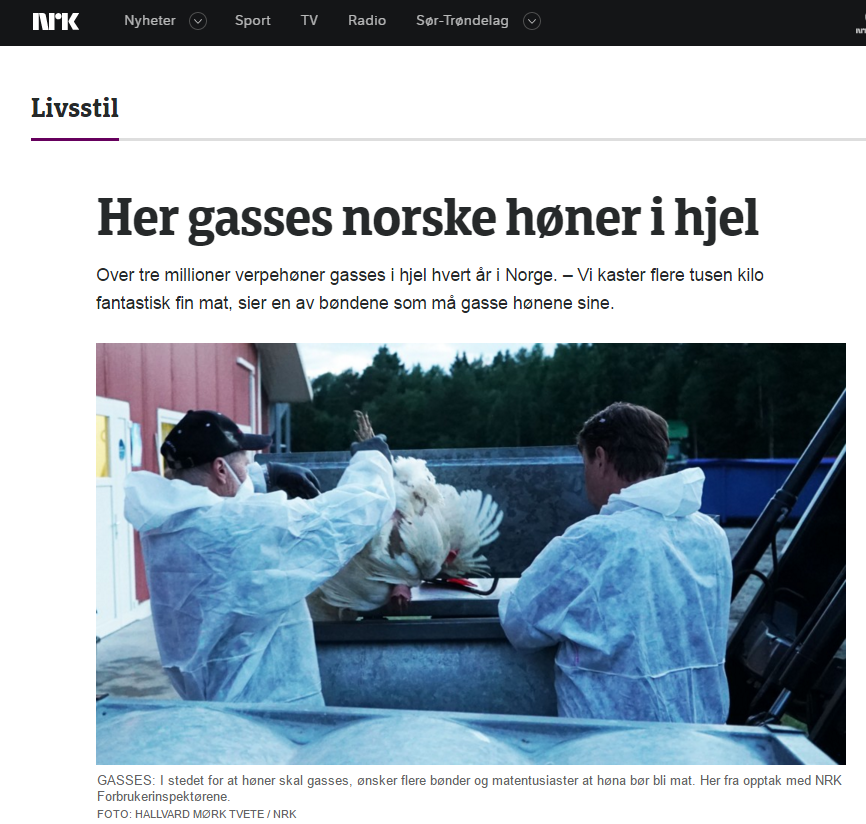 NRK
Nyheter Sport TV Radio Sør-Trøndelag
Livsstil
Her gasses norske høner i hjel
Over tre millioner verpehøner gasses i hjel hvert år i Norge. – Vi kaster flere tusen kilo
fantastisk fin mat, sier en av bøndene som må gasse hønene sine.
GASSES: I stedet for at høner skal gasses, ønsker flere bønder og matentusiaster at høna bør bli mat. Her fra opptak med NRK
Forbrukerinspektørene.
FOTO: HALLVARD MØRK TVETE / NRK